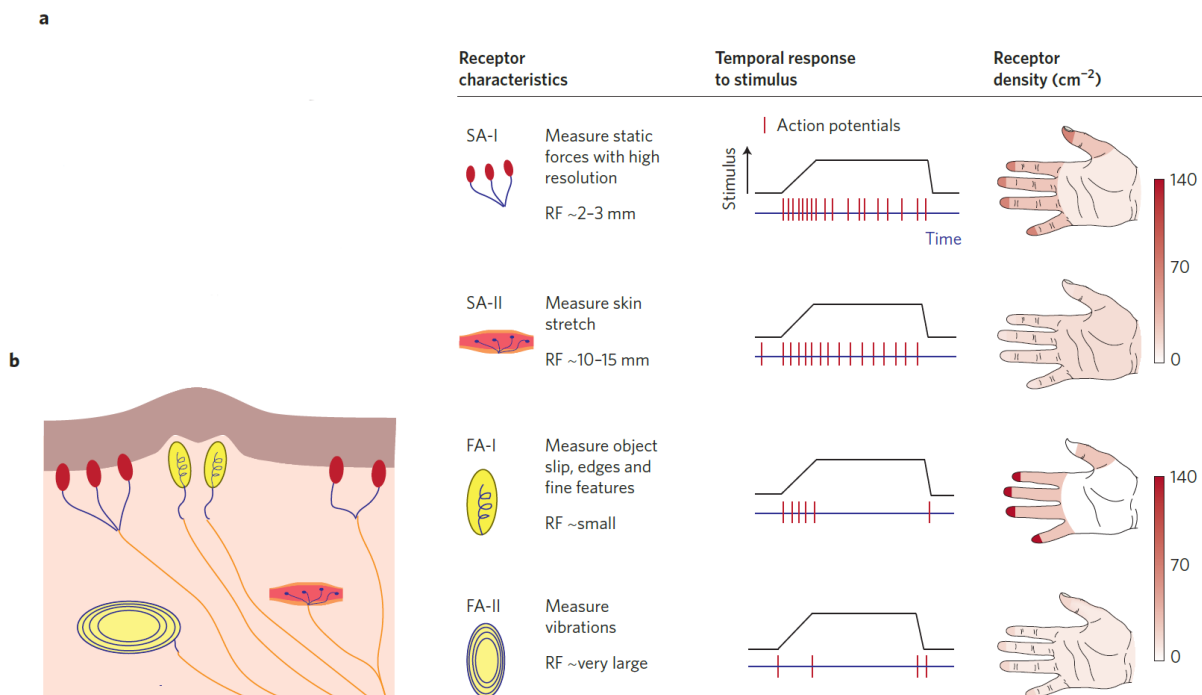 a
Receptor
characteristics
Temporal response
to stimulus
Receptor
density (cm⁻²)
SA-I
Measure static
forces with high
resolution
RF ~2–3 mm
Action potentials
Stimulus
Time
140
70
0
SA-II
Measure skin
stretch
RF ~10–15 mm
b
FA-I
Measure object
slip, edges and
fine features
RF ~small
140
70
0
FA-II
Measure
vibrations
RF ~very large